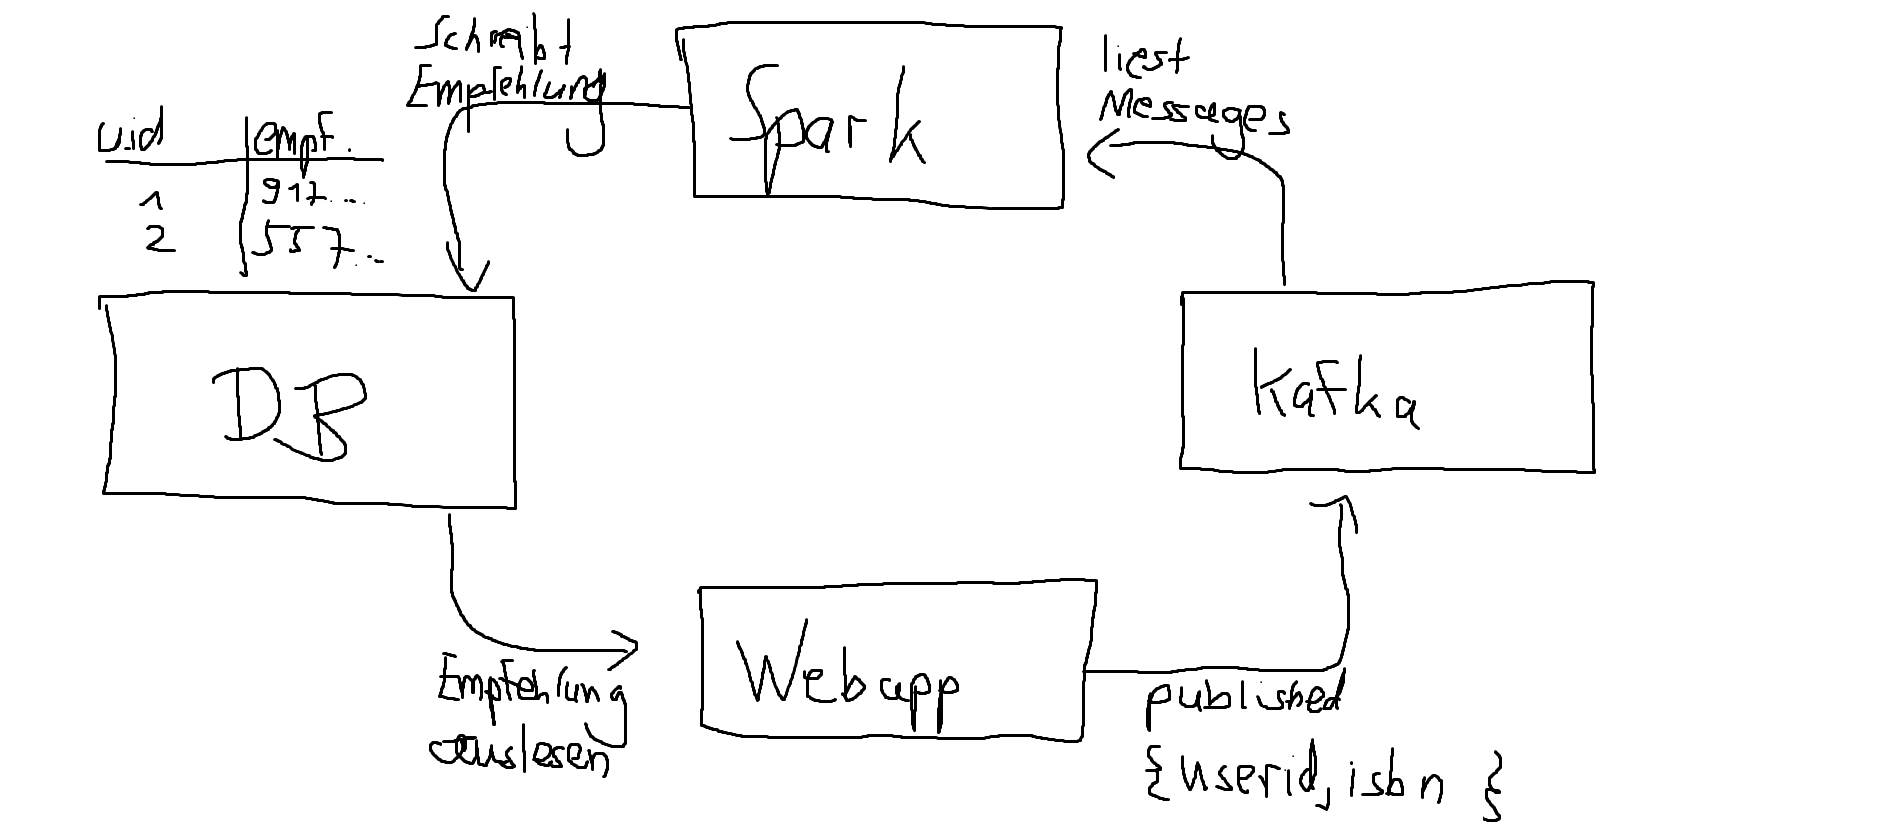 Schreibt
Empfehlung
Spark
liest
Messages
uid empf.
1 917...
2 557...
DB
Kafka
Empfehlung
auslesen
Webapp
published
{userid, isbn }